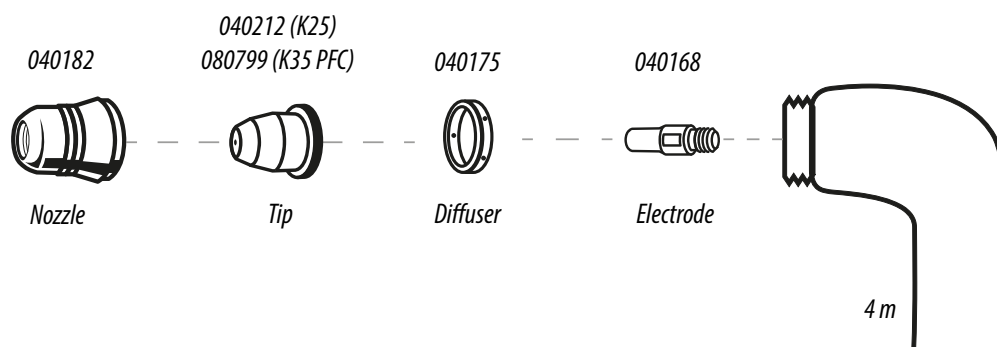 040182
040212 (K25)
080799 (K35 PFC)
040175
040168
Nozzle
Tip
Diffuser
Electrode
4 m